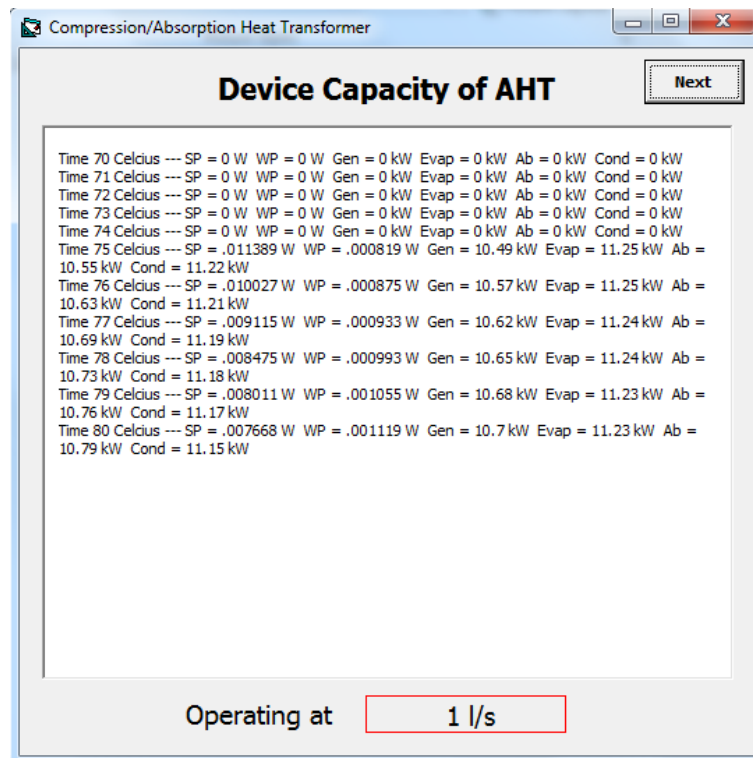 Compression/Absorption Heat Transformer
Device Capacity of AHT
Next
Time 70 Celcius --- SP = 0 W WP = 0 W Gen = 0 kW Evap = 0 kW Ab = 0 kW Cond = 0 kW
Time 71 Celcius --- SP = 0 W WP = 0 W Gen = 0 kW Evap = 0 kW Ab = 0 kW Cond = 0 kW
Time 72 Celcius --- SP = 0 W WP = 0 W Gen = 0 kW Evap = 0 kW Ab = 0 kW Cond = 0 kW
Time 73 Celcius --- SP = 0 W WP = 0 W Gen = 0 kW Evap = 0 kW Ab = 0 kW Cond = 0 kW
Time 74 Celcius --- SP = 0 W WP = 0 W Gen = 0 kW Evap = 0 kW Ab = 0 kW Cond = 0 kW
Time 75 Celcius --- SP = .011389 W WP = .000819 W Gen = 10.49 kW Evap = 11.25 kW Ab =
10.55 kW Cond = 11.22 kW
Time 76 Celcius --- SP = .010027 W WP = .000875 W Gen = 10.57 kW Evap = 11.25 kW Ab =
10.63 kW Cond = 11.21 kW
Time 77 Celcius --- SP = .009115 W WP = .000933 W Gen = 10.62 kW Evap = 11.24 kW Ab =
10.69 kW Cond = 11.19 kW
Time 78 Celcius --- SP = .008475 W WP = .000993 W Gen = 10.65 kW Evap = 11.24 kW Ab =
10.73 kW Cond = 11.18 kW
Time 79 Celcius --- SP = .008011 W WP = .001055 W Gen = 10.68 kW Evap = 11.23 kW Ab =
10.76 kW Cond = 11.17 kW
Time 80 Celcius --- SP = .007668 W WP = .001119 W Gen = 10.7 kW Evap = 11.23 kW Ab =
10.79 kW Cond = 11.15 kW
Operating at 1 l/s